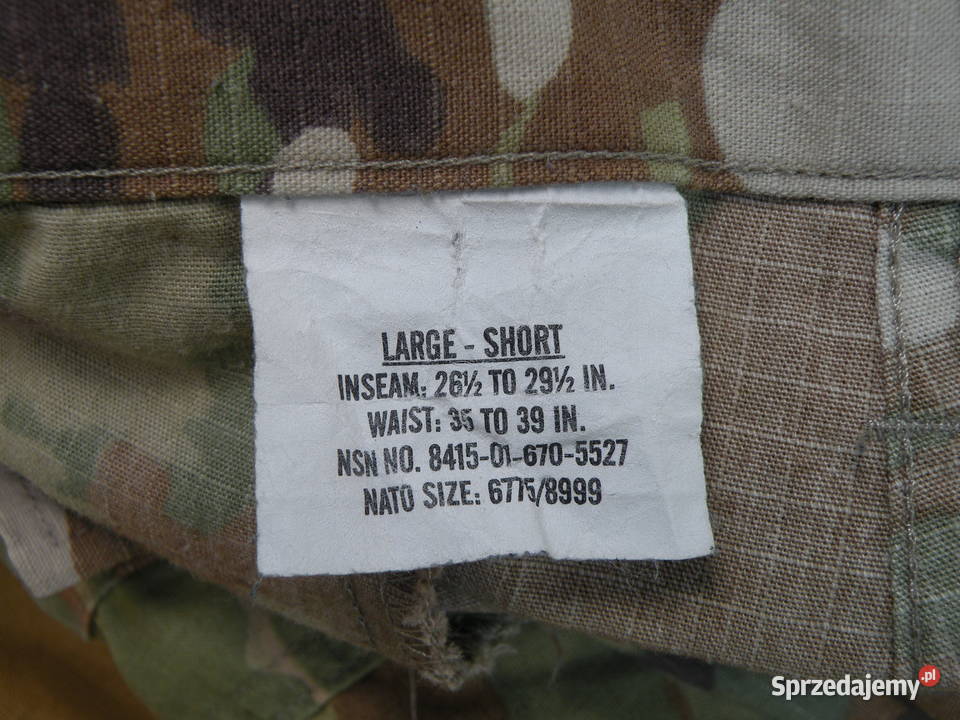 LARGE - SHORT
INSEAM: 26½ TO 29½ IN.
WAIST: 35 TO 39 IN.
NSN NO. 8415-01-670-5527
NATO SIZE: 6775/8999
Sprzedajemy.pl